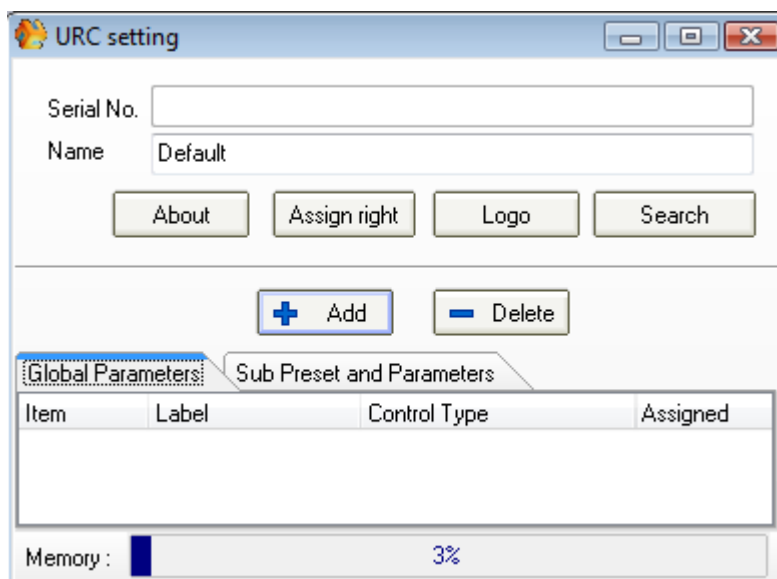 URC setting
Serial No.
Name Default
About Assign right Logo Search
Add Delete
Global Parameters Sub Preset and Parameters
Item Label Control Type Assigned
Memory : 3%